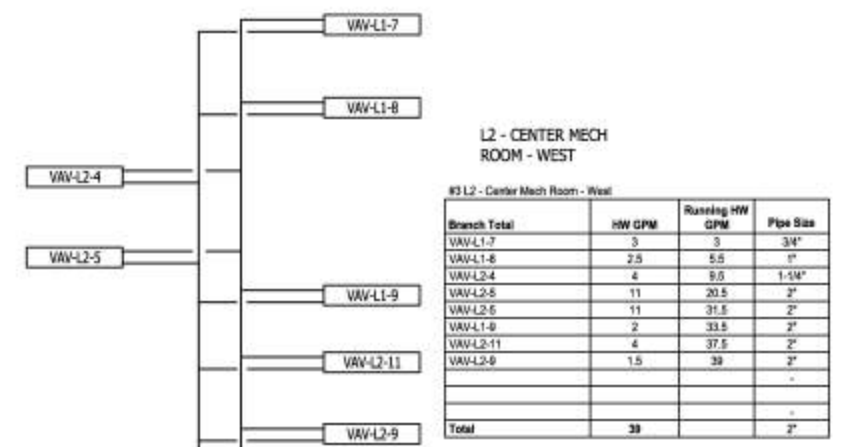 VAV-L1-7
VAV-L1-8
VAV-L2-4
VAV-L2-5
VAV-L1-9
VAV-L2-11
VAV-L2-9
L2 - CENTER MECH
ROOM - WEST
#3 L2 - Center Mech Room - West
Branch Total HW GPM Running HW GPM Pipe Size
VAV-L1-7 3 3 3/4"
VAV-L1-8 2.5 5.5 1"
VAV-L2-4 4 9.5 1-1/4"
VAV-L2-5 11 20.5 2"
VAV-L2-5 11 31.5 2"
VAV-L1-9 2 33.5 2"
VAV-L2-11 4 37.5 2"
VAV-L2-9 1.5 39 2"
-
-
Total 39 2"